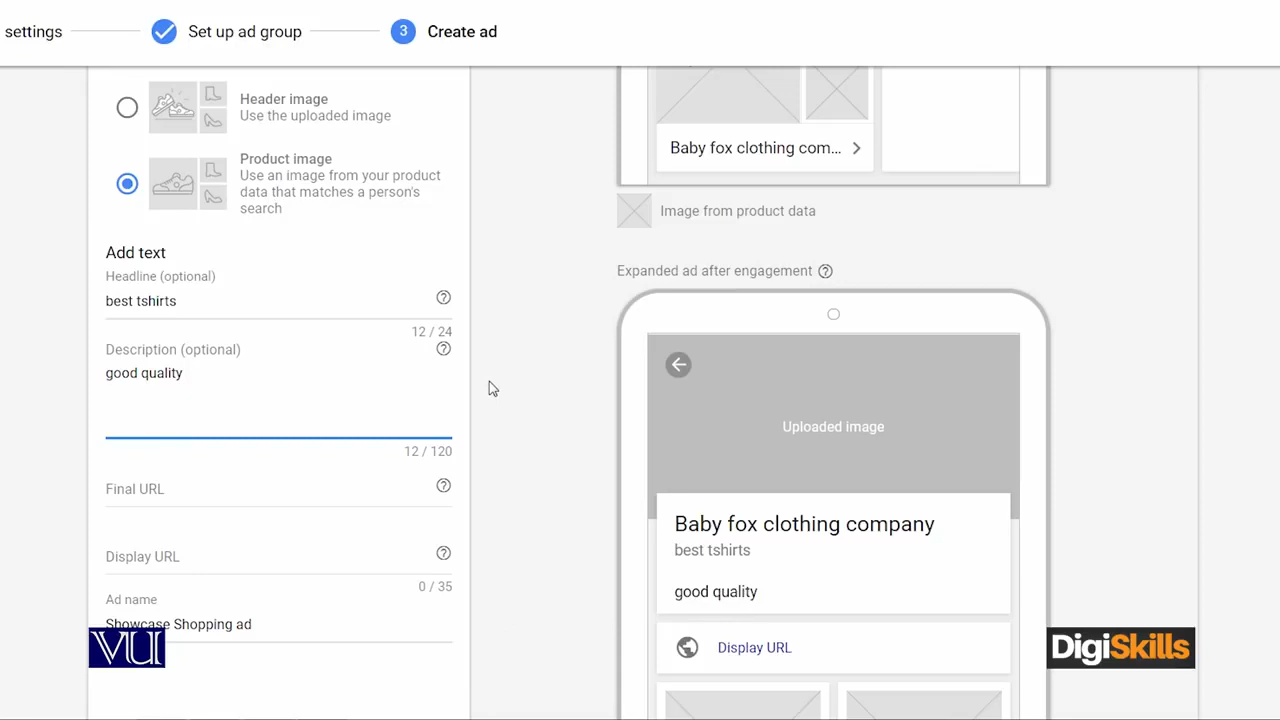 settings
Set up ad group
3
Create ad
Header image
Use the uploaded image
Product image
Use an image from your product
data that matches a person's
search
Add text
Headline (optional)
best tshirts
12 / 24
Description (optional)
good quality
12 / 120
Final URL
Display URL
0 / 35
Ad name
Showcase Shopping ad
VU
Baby fox clothing com...
Image from product data
Expanded ad after engagement
Uploaded image
Baby fox clothing company
best tshirts
good quality
Display URL
DigiSkills